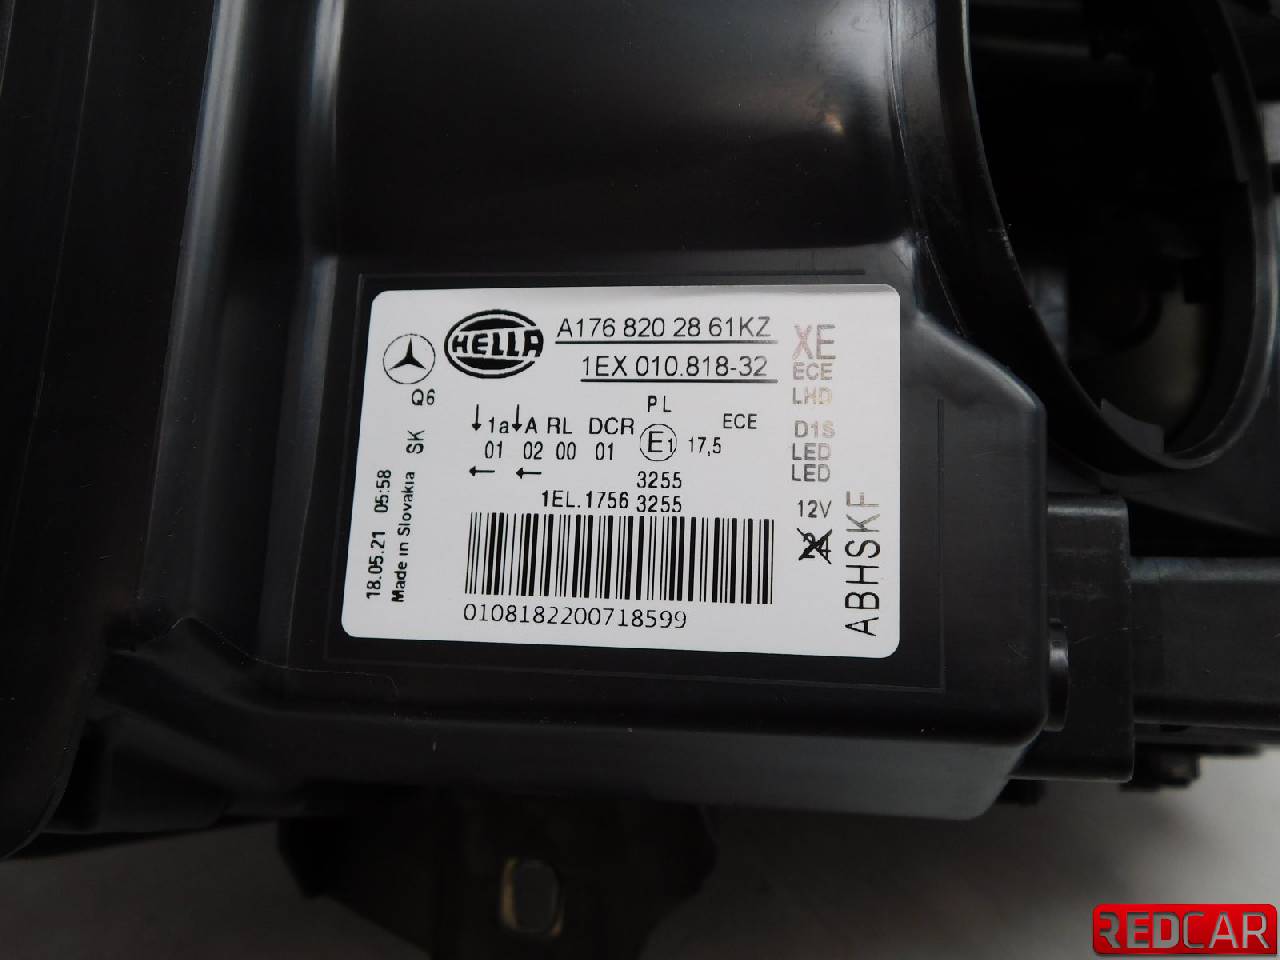 HELLA
A176 820 28 61KZ
1EX 010.818-32
XE
ECE
LHD
Q6
PL
↓1a↓A RL DCR E1 17,5 ECE
01 02 00 01
← ←
3255
1EL.1756 3255
D1S
LED
LED
12V
ABHSKF
18.05.21 05:58
Made in Slovakia SK
0108182200718599
REDCAR